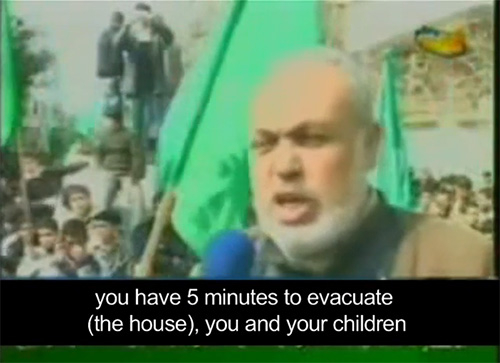 you have 5 minutes to evacuate
(the house), you and your children